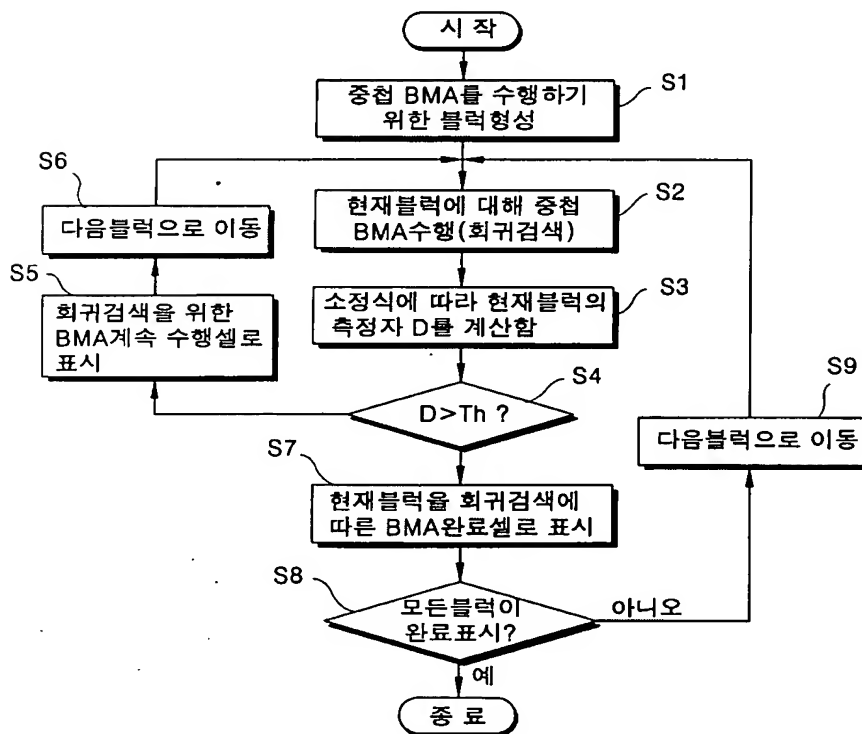 시 작
S1
중첩 BMA를 수행하기
위한 블럭형성
S6
다음블럭으로 이동
S2
현재블럭에 대해 중첩
BMA수행(회귀검색)
S5
회귀검색을 위한
BMA계속 수행셀로
표시
S3
소정식에 따라 현재블럭의
측정자 D를 계산함
S4
D>Th ?
S9
다음블럭으로 이동
S7
현재블럭을 회귀검색에
따른 BMA완료셀로 표시
S8
모든블럭이
완료표시?
아니오
예
종 료